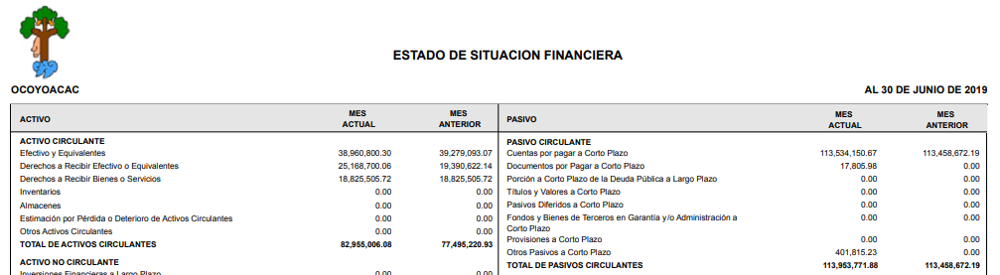 ESTADO DE SITUACION FINANCIERA
OCOYOACAC AL 30 DE JUNIO DE 2019
ACTIVO MES ACTUAL MES ANTERIOR
ACTIVO CIRCULANTE
Efectivo y Equivalentes 38,960,800.30 39,279,093.07
Derechos a Recibir Efectivo o Equivalentes 25,168,700.06 19,390,622.14
Derechos a Recibir Bienes o Servicios 18,825,505.72 18,825,505.72
Inventarios 0.00 0.00
Almacenes 0.00 0.00
Estimación por Pérdida o Deterioro de Activos Circulantes 0.00 0.00
Otros Activos Circulantes 0.00 0.00
TOTAL DE ACTIVOS CIRCULANTES 82,955,006.08 77,495,220.93
ACTIVO NO CIRCULANTE
Inversiones Financieras a Largo Plazo 0.00 0.00
PASIVO MES ACTUAL MES ANTERIOR
PASIVO CIRCULANTE
Cuentas por pagar a Corto Plazo 113,534,150.67 113,458,672.19
Documentos por Pagar a Corto Plazo 17,805.98 0.00
Porción a Corto Plazo de la Deuda Pública a Largo Plazo 0.00 0.00
Títulos y Valores a Corto Plazo 0.00 0.00
Pasivos Diferidos a Corto Plazo 0.00 0.00
Fondos y Bienes de Terceros en Garantía y/o Administración a 0.00 0.00
Corto Plazo
Provisiones a Corto Plazo 0.00 0.00
Otros Pasivos a Corto Plazo 401,815.23 0.00
TOTAL DE PASIVOS CIRCULANTES 113,953,771.88 113,458,672.19